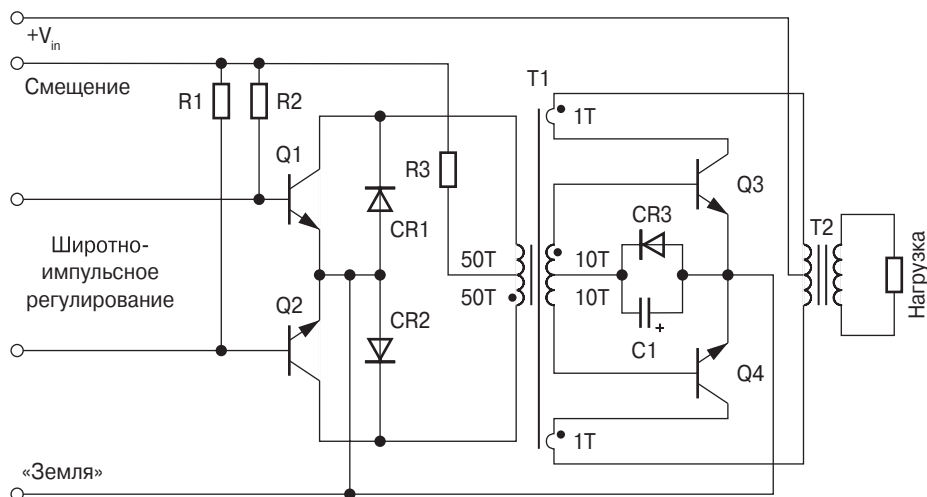 +Vin
Смещение
R1
R2
Q1
Широтно-
импульсное
регулирование
Q2
«Земля»
CR1
CR2
R3
50T
50T
T1
1T
10T
10T
1T
CR3
C1
+
Q3
Q4
T2
Нагрузка